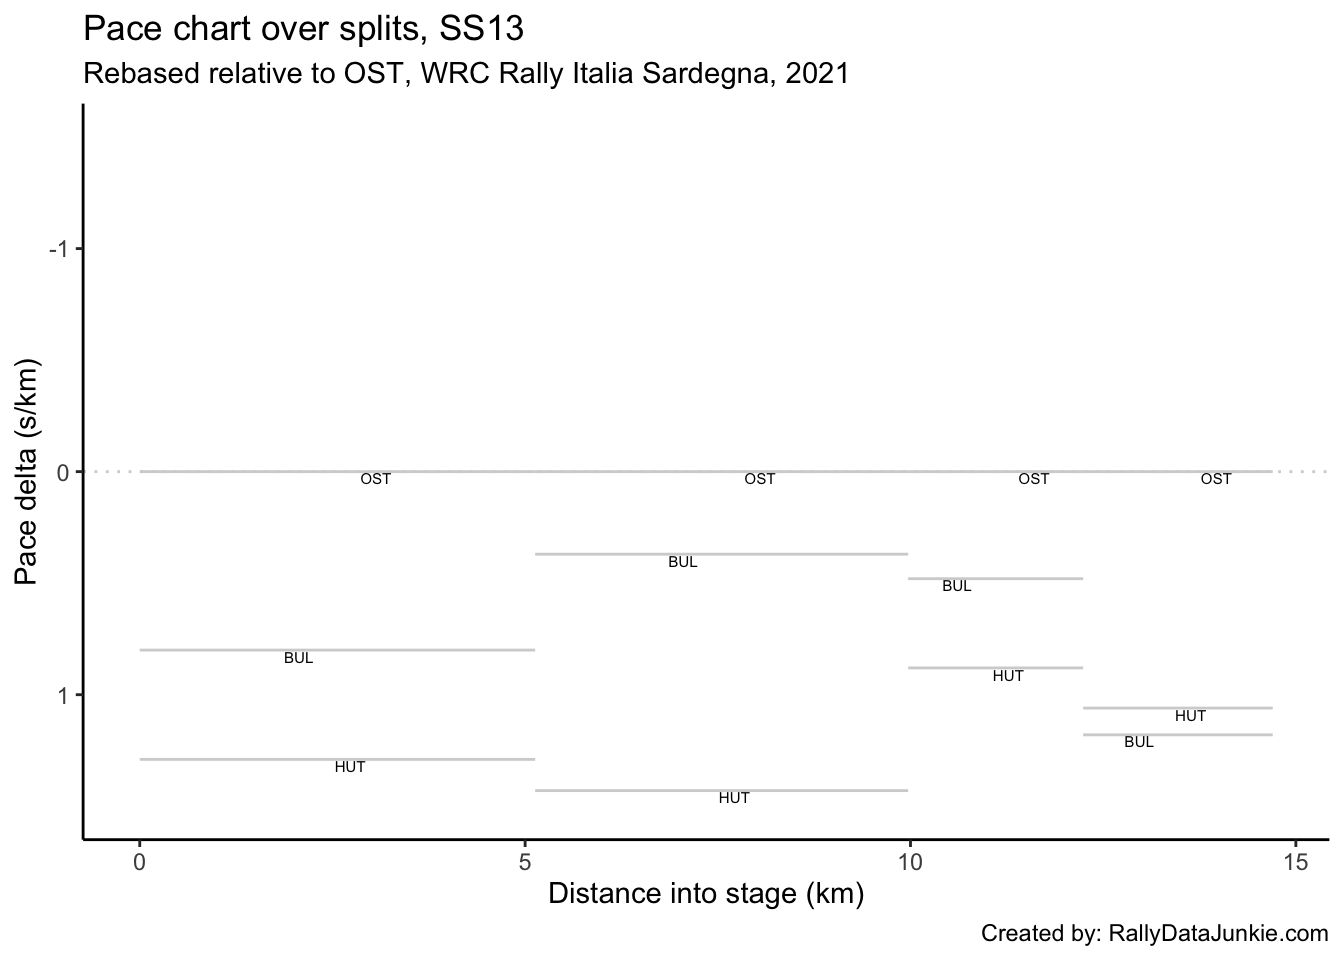 Pace chart over splits, SS13
Rebased relative to OST, WRC Rally Italia Sardegna, 2021
Pace delta (s/km)
-1
0
1
OST
OST
OST
OST
BUL
BUL
BUL
HUT
HUT
BUL
HUT
HUT
0
5
10
15
Distance into stage (km)
Created by: RallyDataJunkie.com